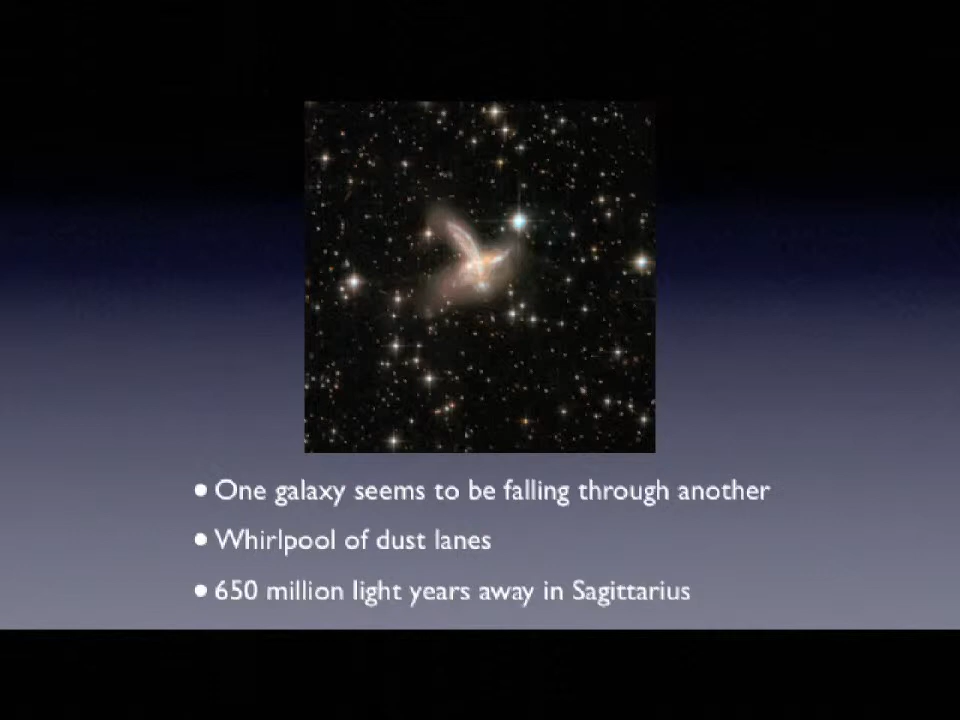 • One galaxy seems to be falling through another
• Whirlpool of dust lanes
• 650 million light years away in Sagittarius